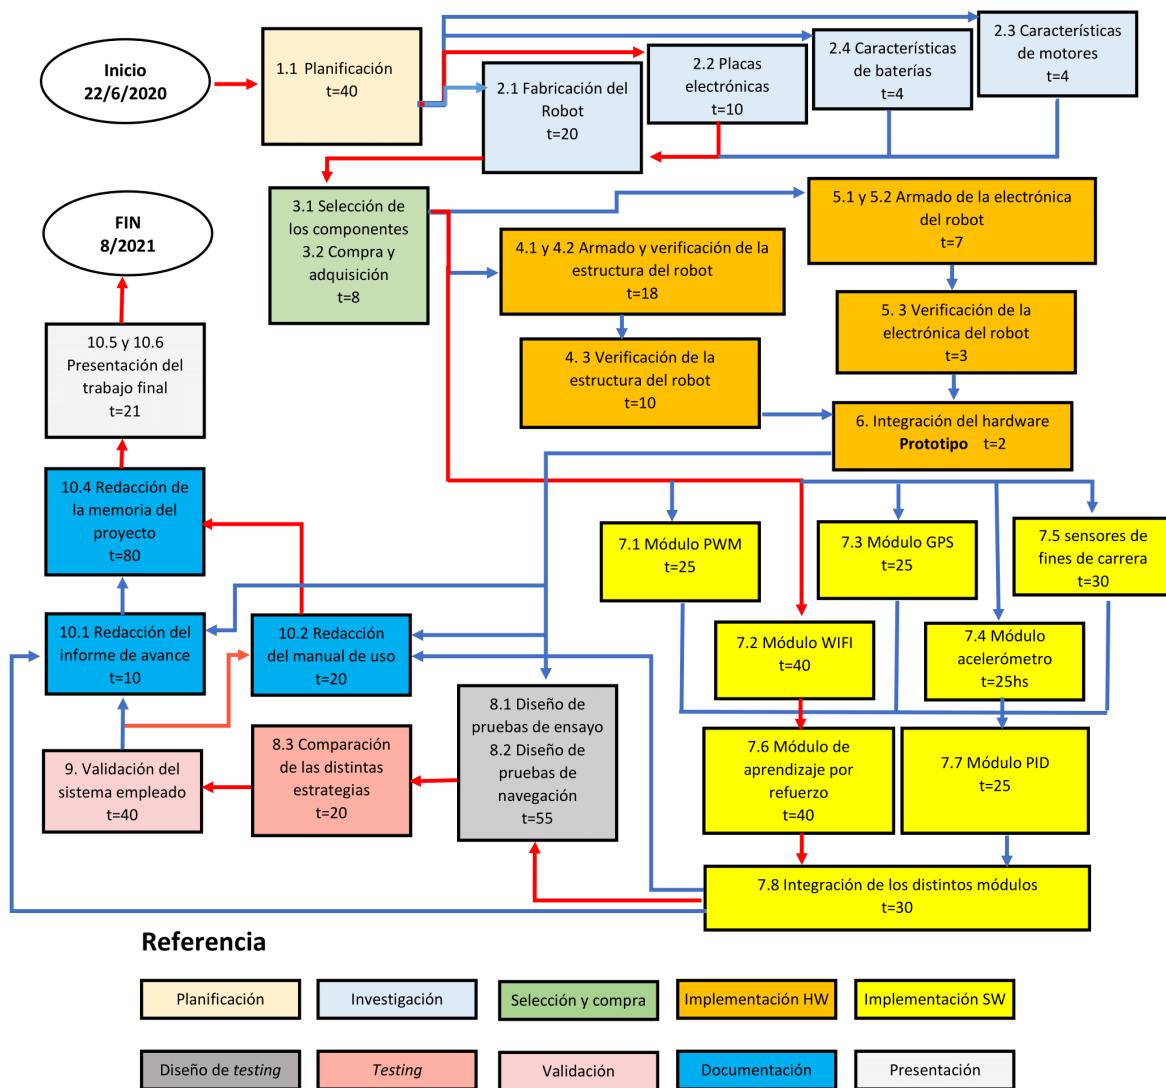 Inicio
22/6/2020
1.1 Planificación
t=40
2.1 Fabricación del
Robot
t=20
2.2 Placas
electrónicas
t=10
2.4 Características
de baterías
t=4
2.3 Características
de motores
t=4
FIN
8/2021
3.1 Selección de
los componentes
3.2 Compra y
adquisición
t=8
4.1 y 4.2 Armado y verificación de la
estructura del robot
t=18
5.1 y 5.2 Armado de la electrónica
del robot
t=7
5. 3 Verificación de la
electrónica del robot
t=3
4. 3 Verificación de la
estructura del robot
t=10
6. Integración del hardware
Prototipo t=2
10.5 y 10.6
Presentación del
trabajo final
t=21
10.4 Redacción de
la memoria del
proyecto
t=80
7.1 Módulo PWM
t=25
7.3 Módulo GPS
t=25
7.5 sensores de
fines de carrera
t=30
10.1 Redacción del
informe de avance
t=10
10.2 Redacción
del manual de uso
t=20
7.2 Módulo WIFI
t=40
7.4 Módulo
acelerómetro
t=25hs
8.1 Diseño de
pruebas de ensayo
8.2 Diseño de
pruebas de
navegación
t=55
9. Validación del
sistema empleado
t=40
8.3 Comparación
de las distintas
estrategias
t=20
7.6 Módulo de
aprendizaje por
refuerzo
t=40
7.7 Módulo PID
t=25
7.8 Integración de los distintos módulos
t=30
Referencia
Planificación
Investigación
Selección y compra
Implementación HW
Implementación SW
Diseño de testing
Testing
Validación
Documentación
Presentación